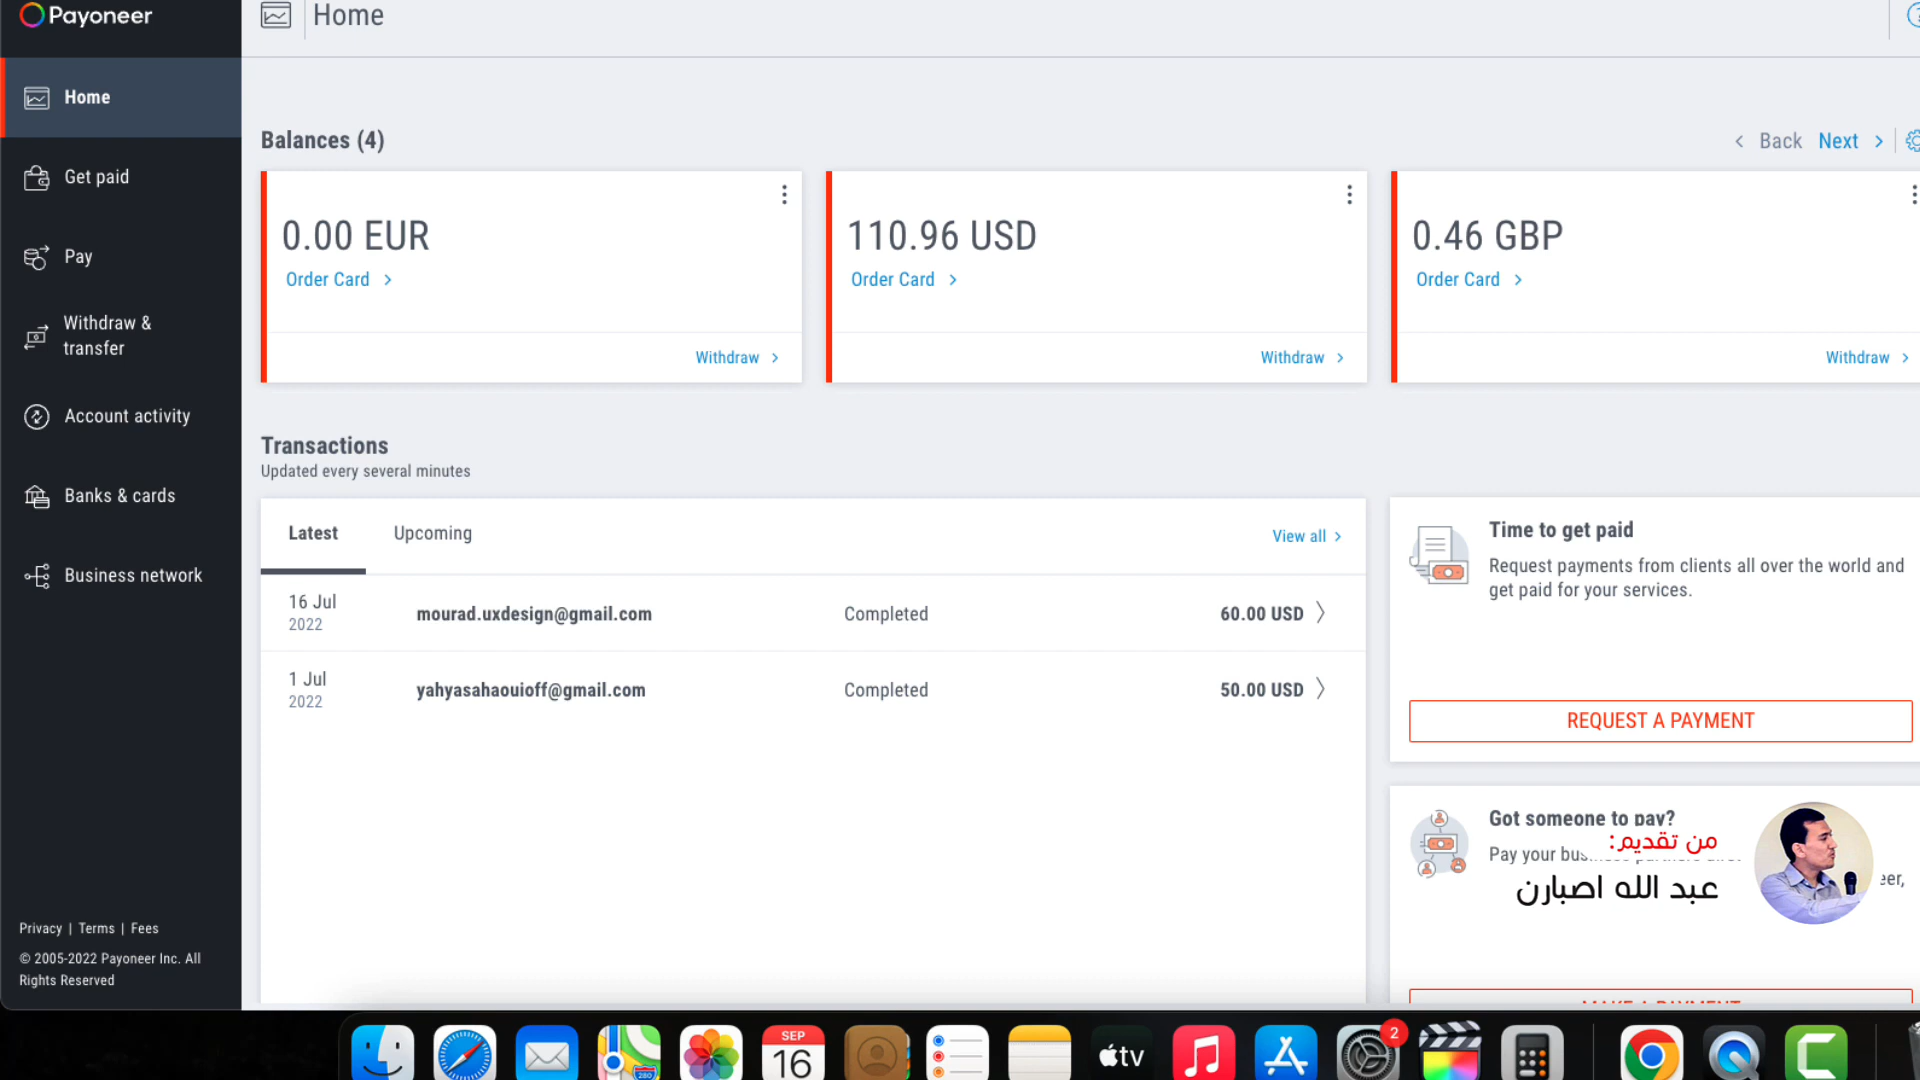 Payoneer
Home
Home
Get paid
Pay
Withdraw &
transfer
Account activity
Banks & cards
Business network
Privacy | Terms | Fees
© 2005-2022 Payoneer Inc. All
Rights Reserved
Balances (4)
Back Next
0.00 EUR
Order Card
Withdraw
110.96 USD
Order Card
Withdraw
0.46 GBP
Order Card
Withdraw
Transactions
Updated every several minutes
Latest Upcoming View all
16 Jul
2022
mourad.uxdesign@gmail.com Completed 60.00 USD
1 Jul
2022
yahyasahaouioff@gmail.com Completed 50.00 USD
Time to get paid
Request payments from clients all over the world and
get paid for your services.
REQUEST A PAYMENT
Got someone to pay?
Pay your
من تقديم:
عبد الله اصبارن
MAKE A PAYMENT
SEP
16
280
tv
2